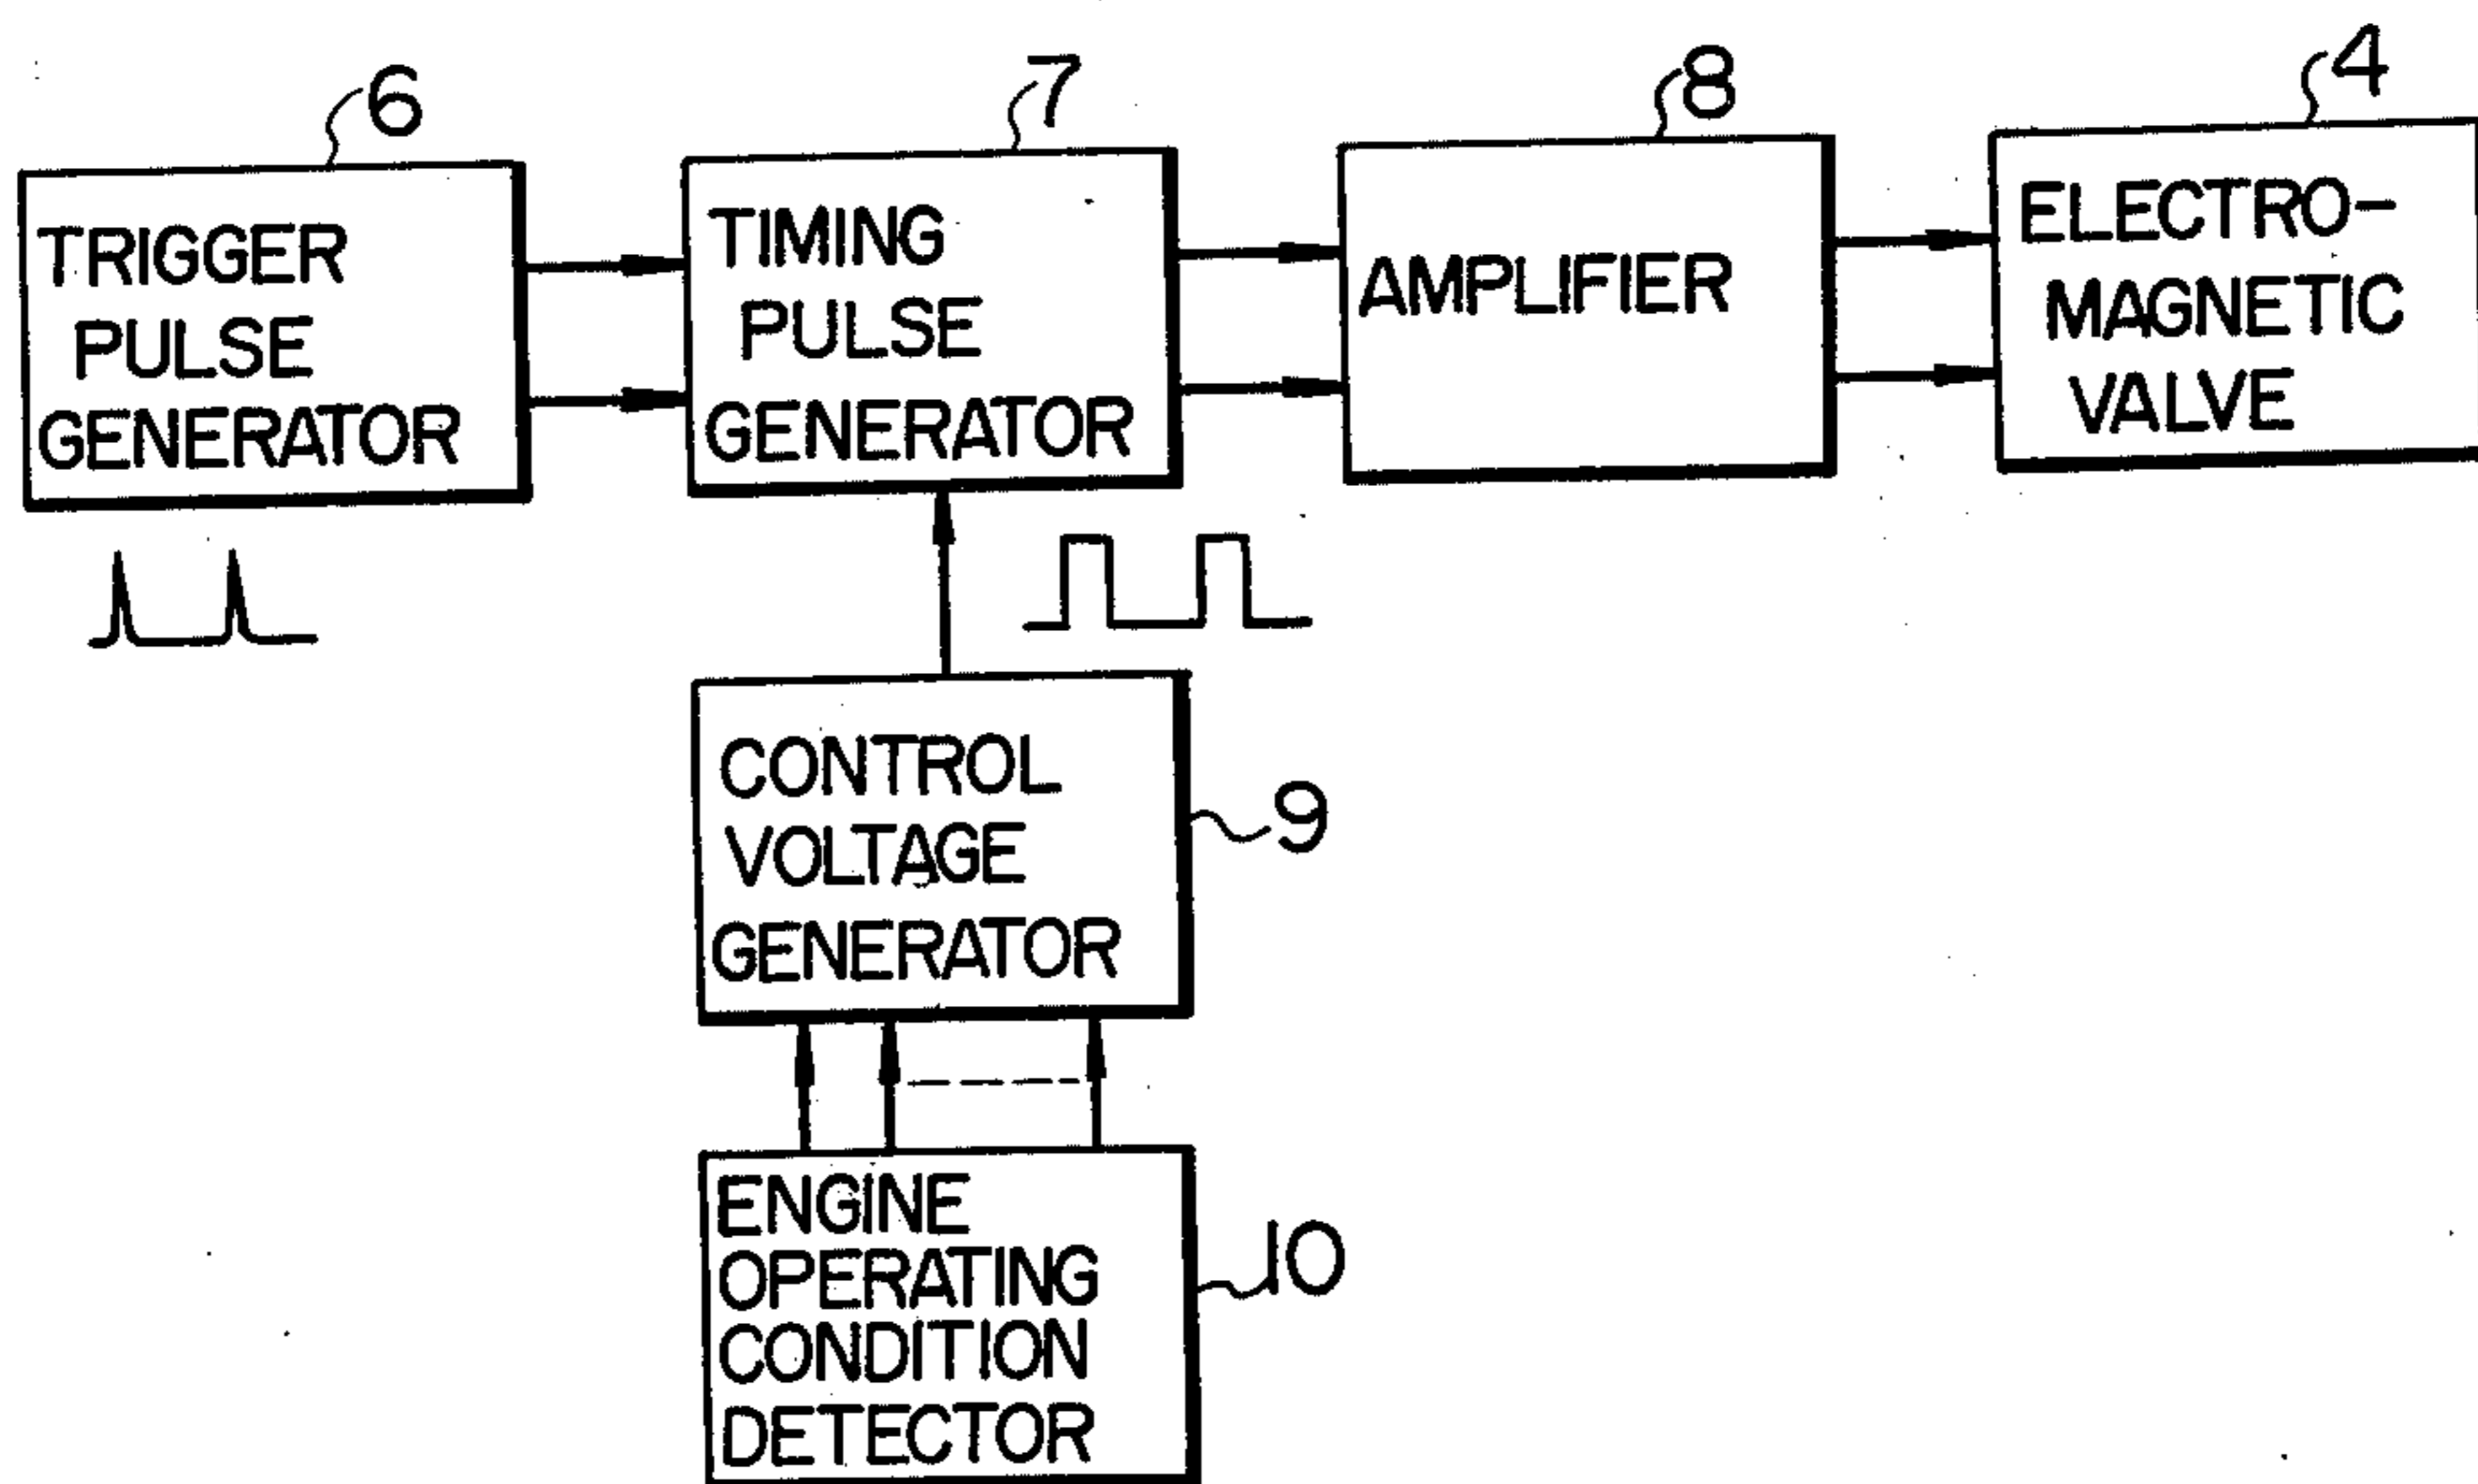 6
TRIGGER
PULSE
GENERATOR
7
TIMING
PULSE
GENERATOR
8
AMPLIFIER
4
ELECTRO-
MAGNETIC
VALVE
CONTROL
VOLTAGE
GENERATOR
9
ENGINE
OPERATING
CONDITION
DETECTOR
10